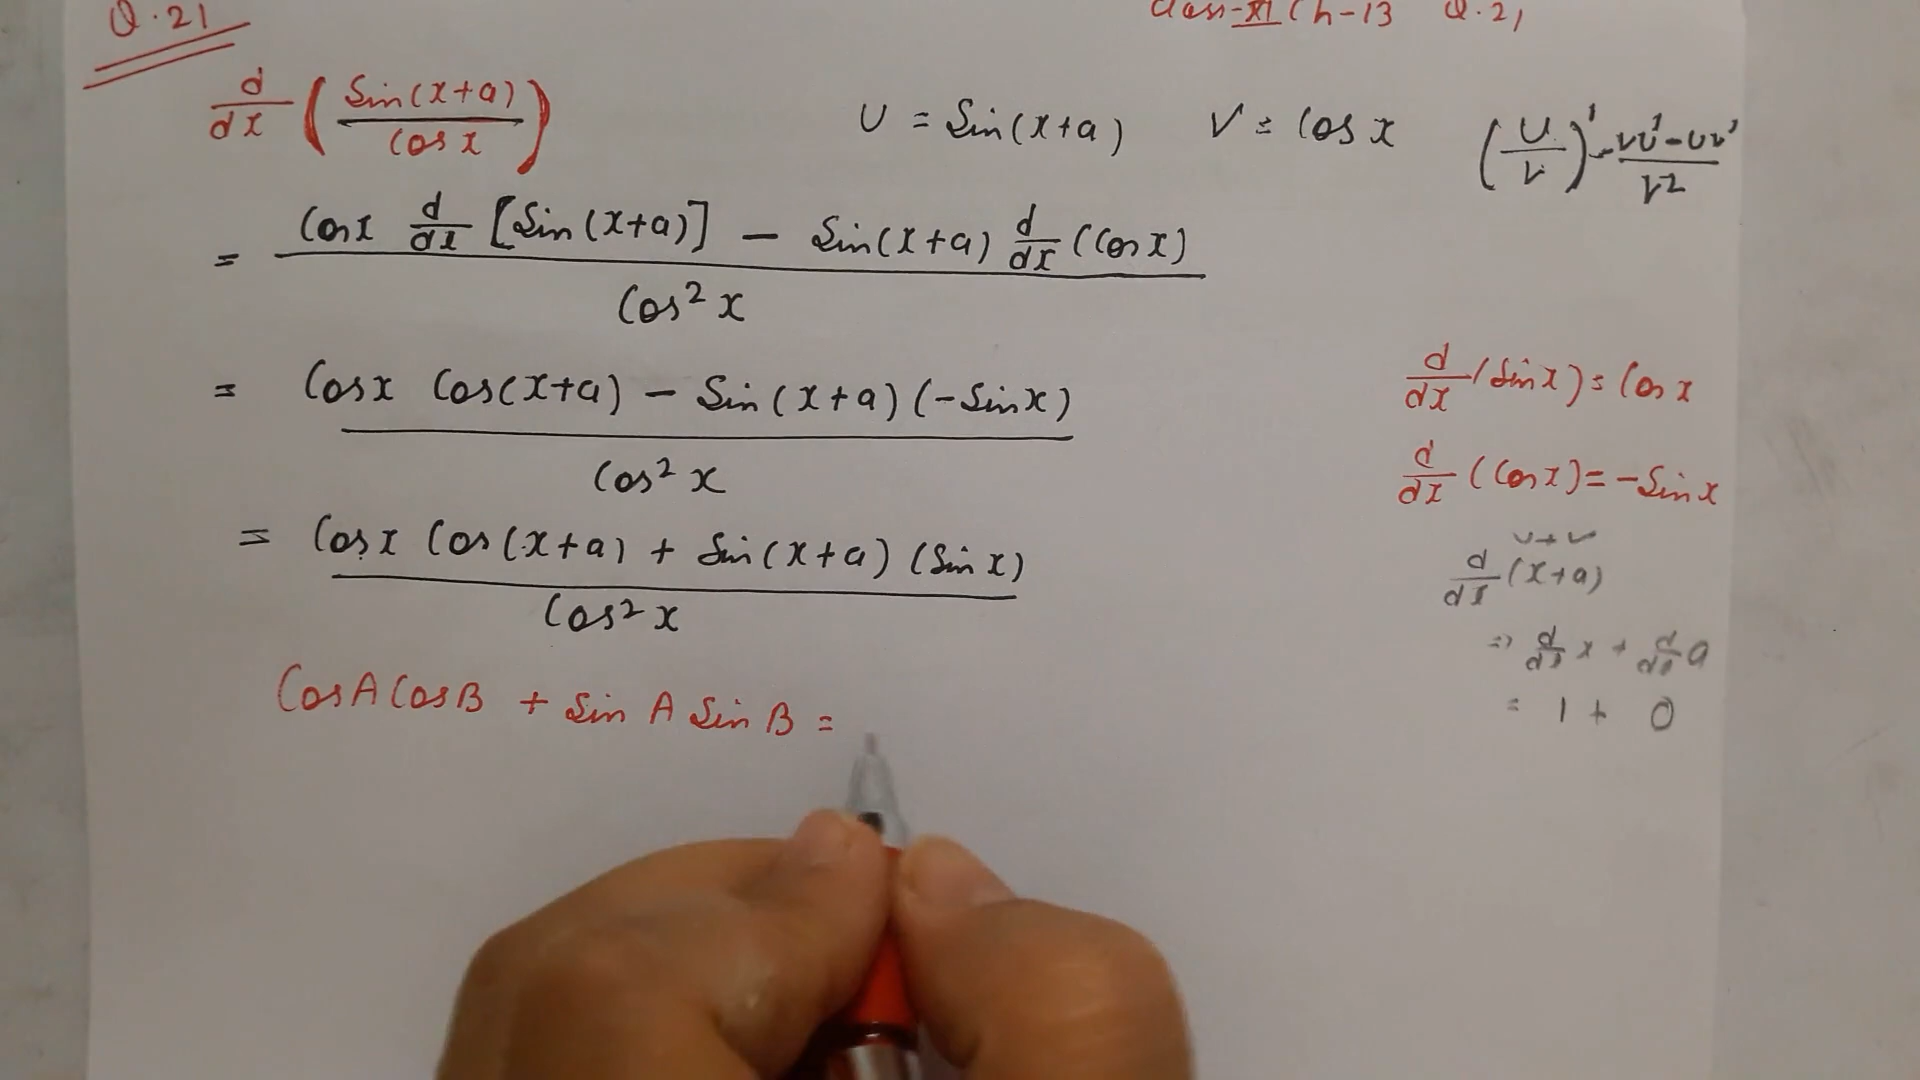 Q.21
Class-XI Ch-13 Q.21
d/dx (Sin(x+a)/Cos x)
U = Sin(x+a) V = Cos x (U/V)' = VU'-UV'/V²
= Cos x d/dx [Sin(x+a)] - Sin(x+a) d/dx (Cos x) / Cos² x
= Cos x Cos(x+a) - Sin(x+a) (-Sin x) / Cos² x
= Cos x Cos(x+a) + Sin(x+a) (Sin x) / Cos² x
Cos A Cos B + Sin A Sin B =
d/dx (Sin x) = Cos x
d/dx (Cos x) = -Sin x
U+V
d/dx (x+a)
=> d/dx x + d/dx a
= 1 + 0